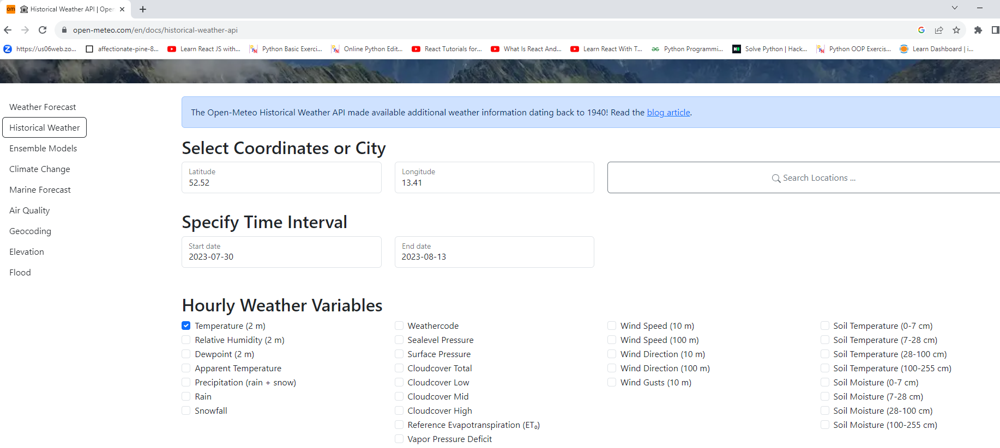 om Historical Weather API | Open
open-meteo.com/en/docs/historical-weather-api
https://us06web.zo... affectionate-pine-8... Learn React JS with... Python Basic Exerci... Online Python Edit... React Tutorials for... What Is React And... Learn React With T... Python Programmi... Solve Python | Hack... Python OOP Exercis... Learn Dashboard | i...
Weather Forecast
Historical Weather
Ensemble Models
Climate Change
Marine Forecast
Air Quality
Geocoding
Elevation
Flood
The Open-Meteo Historical Weather API made available additional weather information dating back to 1940! Read the blog article.
Select Coordinates or City
Latitude
52.52
Longitude
13.41
Search Locations ...
Specify Time Interval
Start date
2023-07-30
End date
2023-08-13
Hourly Weather Variables
Temperature (2 m)
Relative Humidity (2 m)
Dewpoint (2 m)
Apparent Temperature
Precipitation (rain + snow)
Rain
Snowfall
Weathercode
Sealevel Pressure
Surface Pressure
Cloudcover Total
Cloudcover Low
Cloudcover Mid
Cloudcover High
Reference Evapotranspiration (ET₀)
Vapor Pressure Deficit
Wind Speed (10 m)
Wind Speed (100 m)
Wind Direction (10 m)
Wind Direction (100 m)
Wind Gusts (10 m)
Soil Temperature (0-7 cm)
Soil Temperature (7-28 cm)
Soil Temperature (28-100 cm)
Soil Temperature (100-255 cm)
Soil Moisture (0-7 cm)
Soil Moisture (7-28 cm)
Soil Moisture (28-100 cm)
Soil Moisture (100-255 cm)